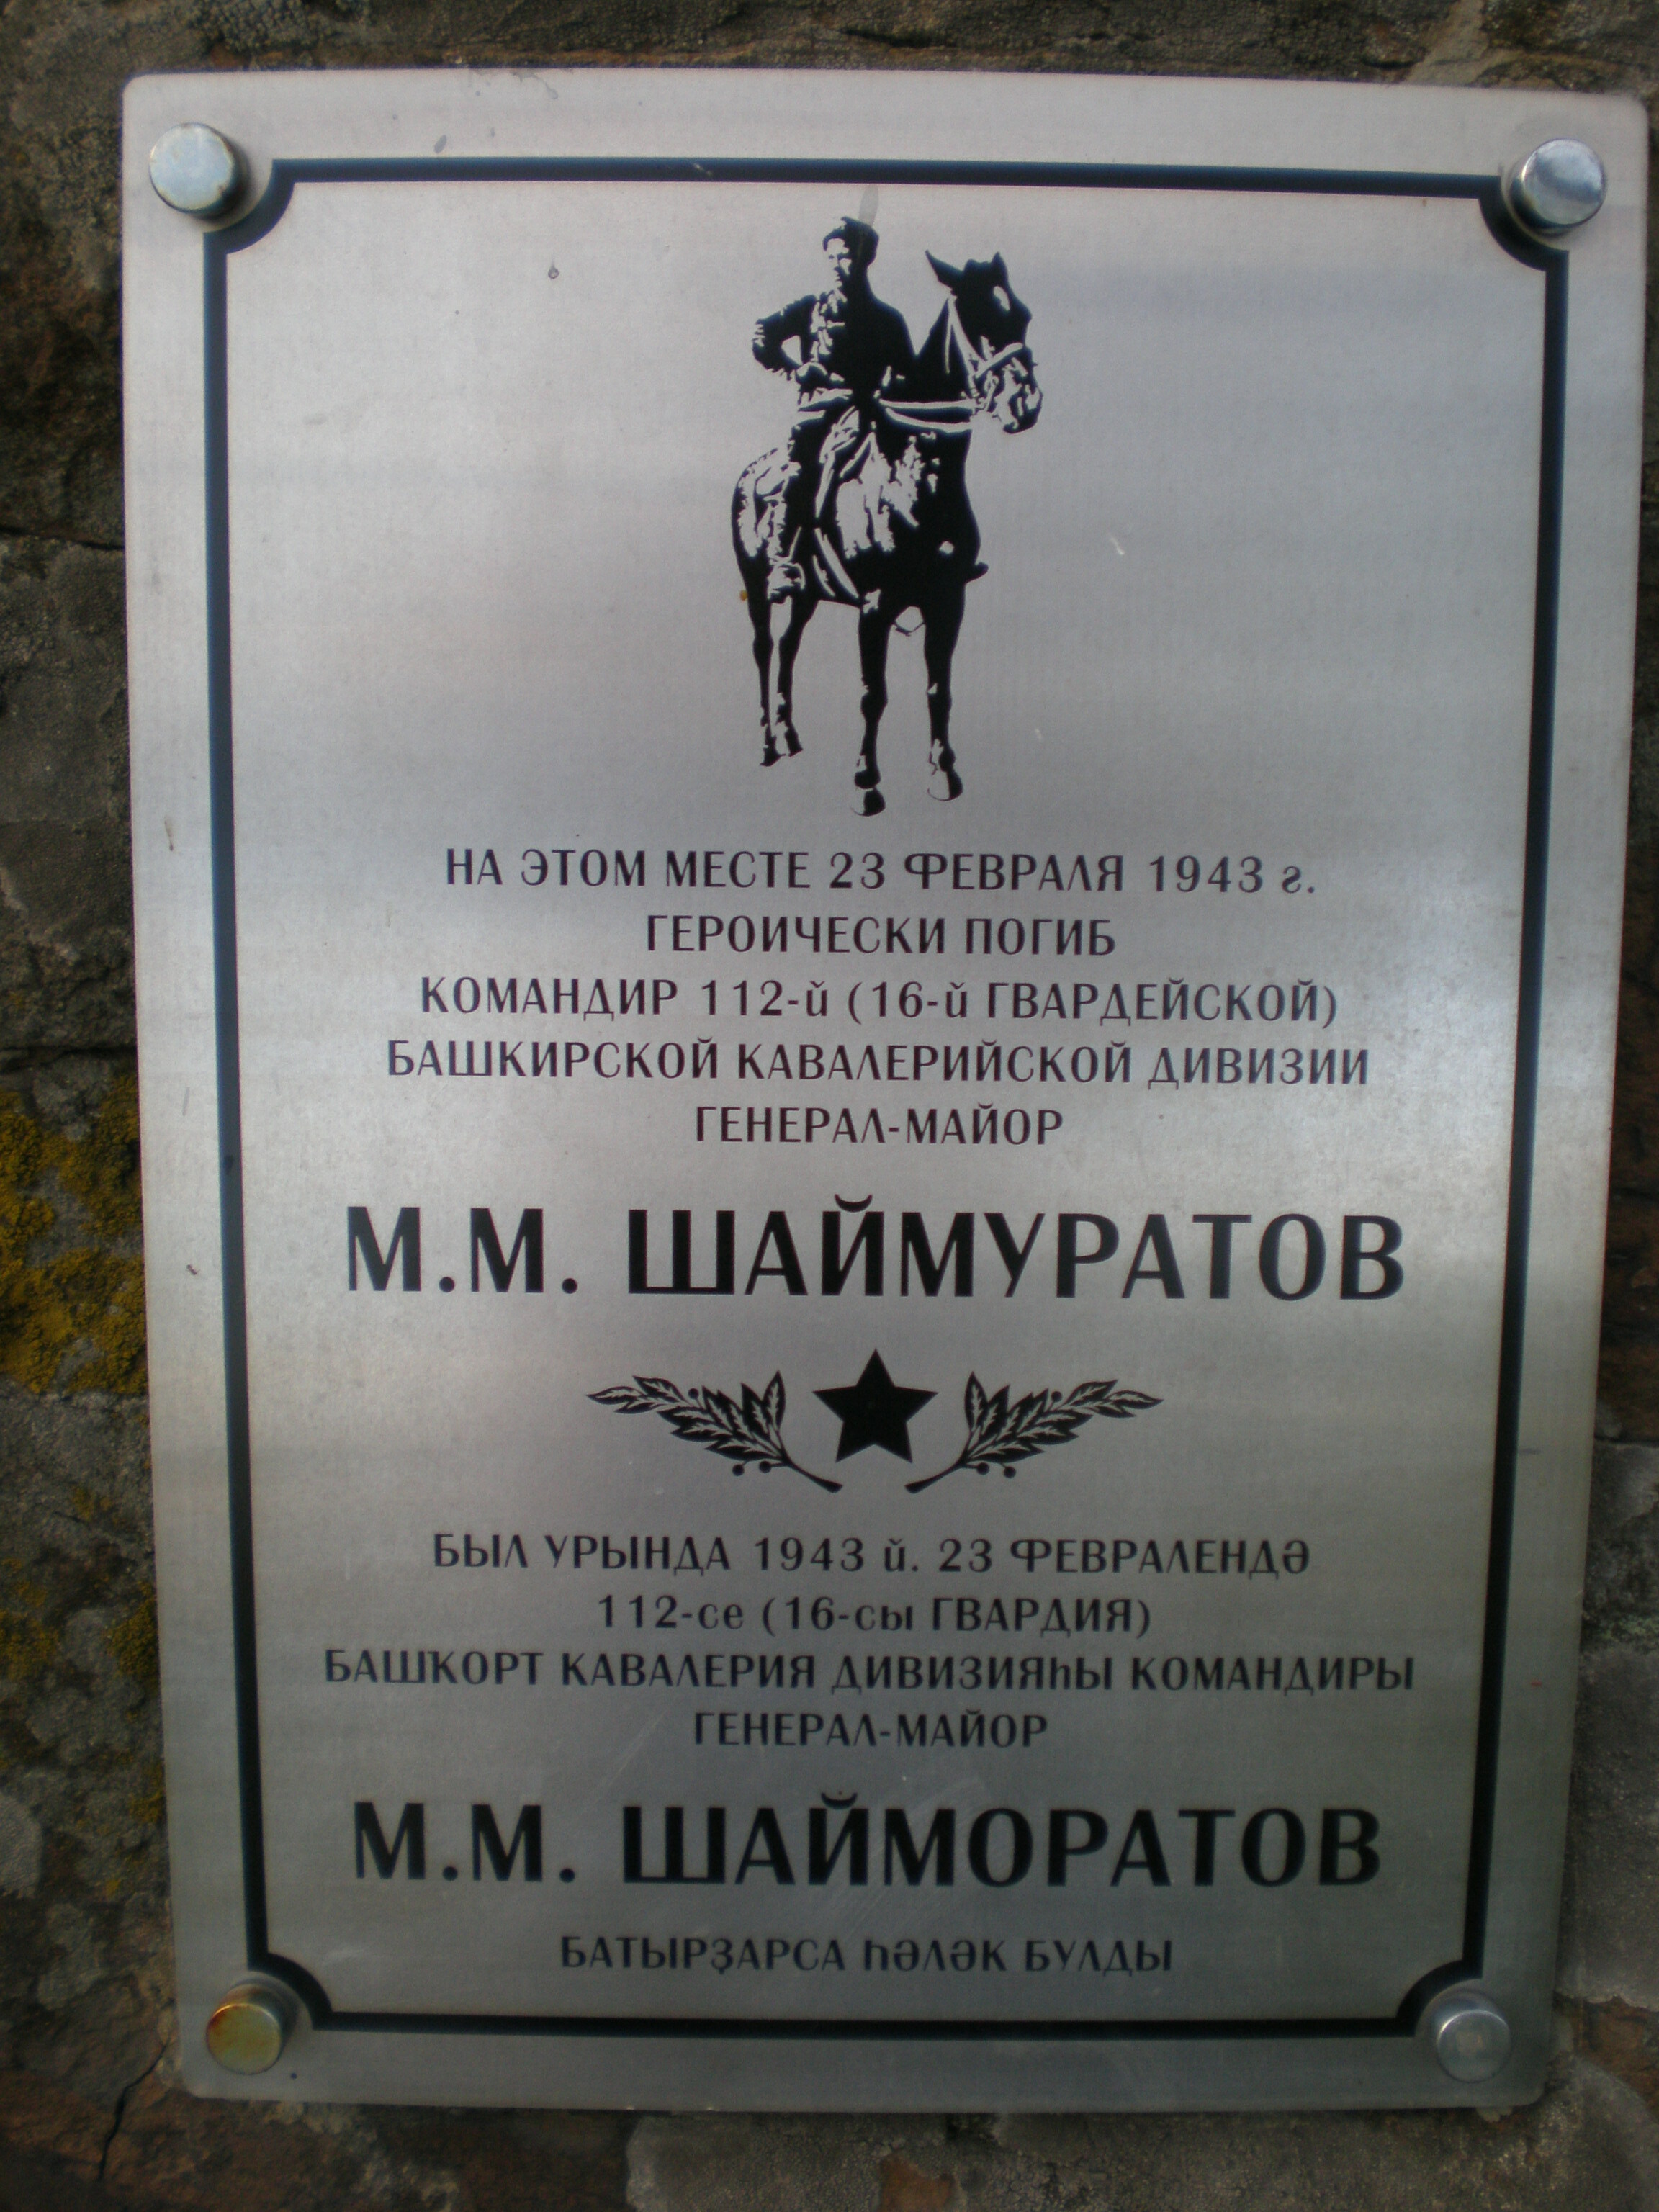 НА ЭТОМ МЕСТЕ 23 ФЕВРАЛЯ 1943 г.
ГЕРОИЧЕСКИ ПОГИБ
КОМАНДИР 112-й (16-й ГВАРДЕЙСКОЙ)
БАШКИРСКОЙ КАВАЛЕРИЙСКОЙ ДИВИЗИИ
ГЕНЕРАЛ-МАЙОР
М.М. ШАЙМУРАТОВ
БЫЛ УРЫНДА 1943 й. 23 ФЕВРАЛЕНДӘ
112-се (16-сы ГВАРДИЯ)
БАШҠОРТ КАВАЛЕРИЯ ДИВИЗИЯҺЫ КОМАНДИРЫ
ГЕНЕРАЛ-МАЙОР
М.М. ШАЙМОРАТОВ
БАТЫРҘАРСА ҺӘЛӘК БУЛДЫ